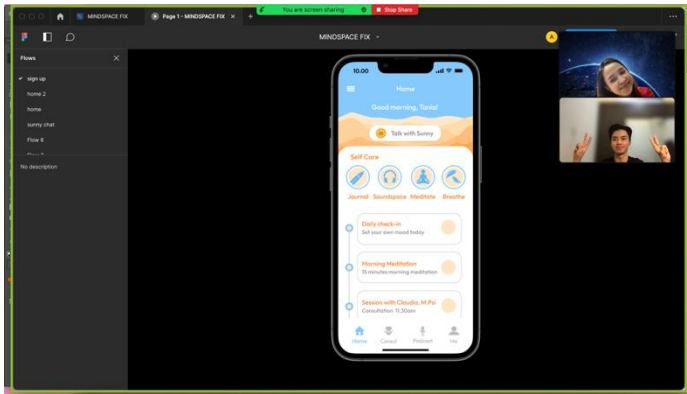 You are screen sharing
Stop Share
MINDSPACE FIX
Page 1 - MINDSPACE FIX
MINDSPACE FIX
A
Flows
sign up
home 2
home
sunny chat
Flow 6
No description
10.00
Home
Good morning, Tania!
Talk with Sunny
Self Care
Journal Soundspace Meditate Breathe
Daily check-in
Set your own mood today
Morning Meditation
15 minutes morning meditation
Session with Claudia, M.Psi
Consultation 11.30am
Home Consul Podcast Me